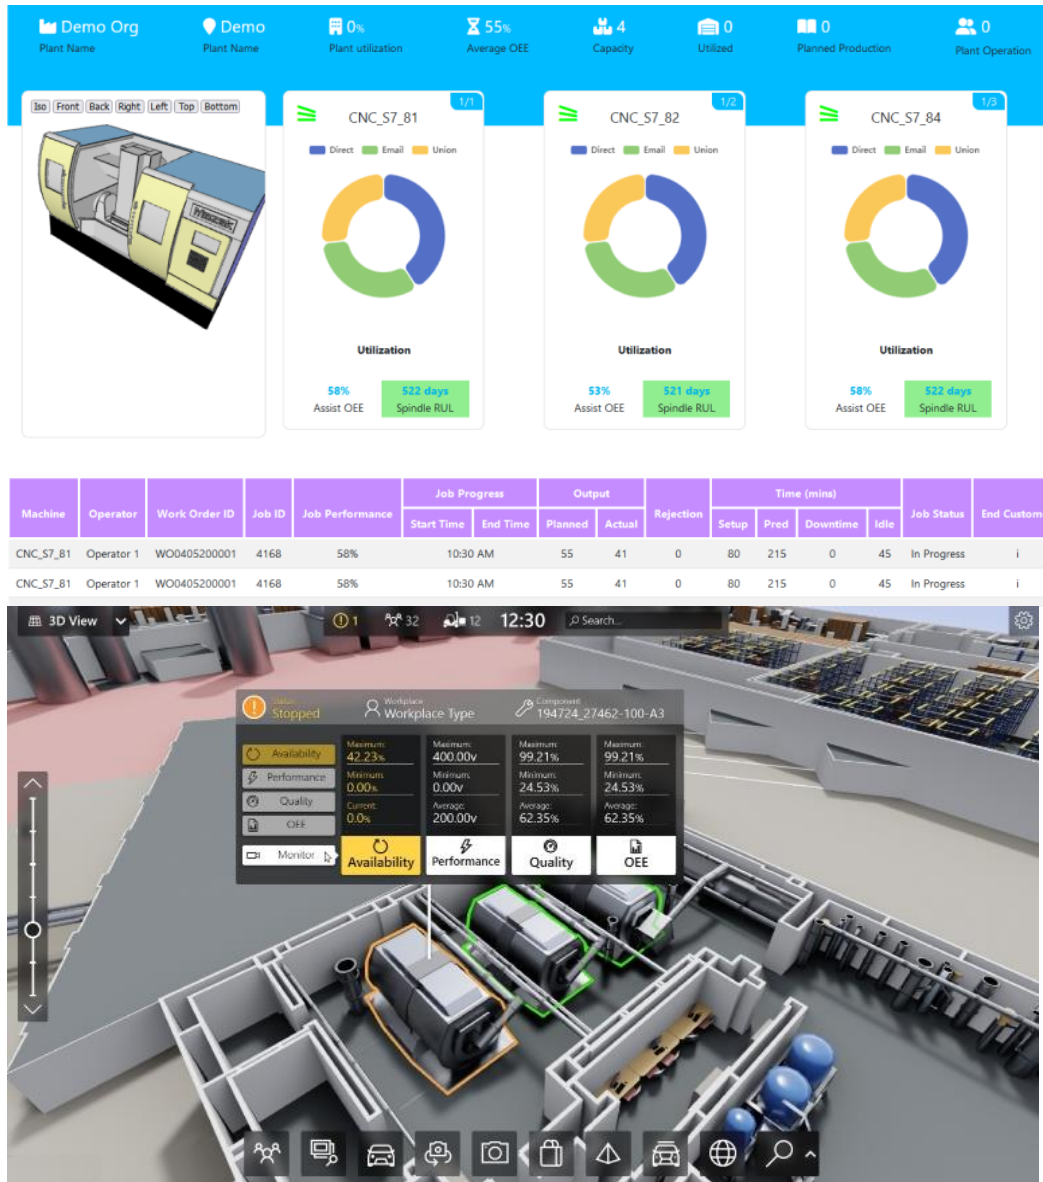 Demo Org
Plant Name
Demo
Plant Name
0%
Plant utilization
55%
Average OEE
4
Capacity
0
Utilized
0
Planned Production
0
Plant Operation
Iso Front Back Right Left Top Bottom
1/1
CNC_S7_81
Direct Email Union
Utilization
58%
Assist OEE
522 days
Spindle RUL
1/2
CNC_S7_82
Direct Email Union
Utilization
53%
Assist OEE
521 days
Spindle RUL
1/3
CNC_S7_84
Direct Email Union
Utilization
58%
Assist OEE
522 days
Spindle RUL
Job Progress Output Time (mins)
Machine Operator Work Order ID Job ID Job Performance Rejection Job Status End Custom
Start Time End Time Planned Actual Setup Pred Downtime Idle
CNC_S7_81 Operator 1 WO0405200001 4168 58% 10:30 AM 55 41 0 80 215 0 45 In Progress i
CNC_S7_81 Operator 1 WO0405200001 4168 58% 10:30 AM 55 41 0 80 215 0 45 In Progress i
3D View 1 32 12 12:30 Search...
Status
Stopped
Workplace
Workplace Type
Component
194724_27462-100-A3
Availability
Performance
Quality
OEE
Monitor
Maximum:
42.23%
Minimum:
0.00%
Current:
0.0%
Availability
Maximum:
400.00v
Minimum:
0.00v
Average:
200.00v
Performance
Maximum:
99.21%
Minimum:
24.53%
Average:
62.35%
Quality
Maximum:
99.21%
Minimum:
24.53%
Average:
62.35%
OEE